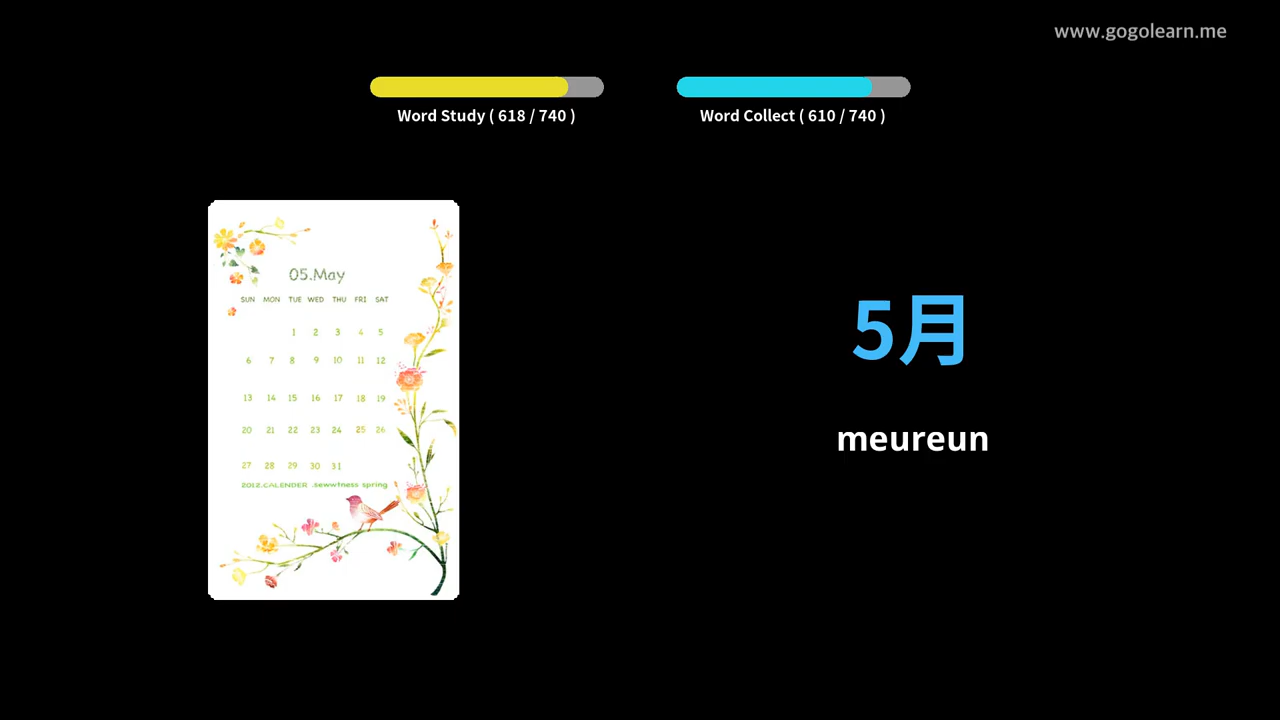 www.gogolearn.me
Word Study ( 618 / 740 )
Word Collect ( 610 / 740 )
05.May
SUN MON TUE WED THU FRI SAT
1 2 3 4 5
6 7 8 9 10 11 12
13 14 15 16 17 18 19
20 21 22 23 24 25 26
27 28 29 30 31
2012.CALENDER .sewwtness spring
5月
meureun